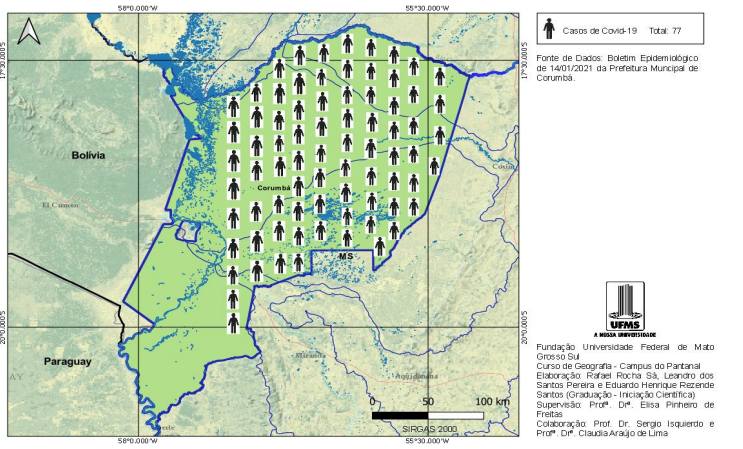 58°0.000'W
55°30.000'W
17°30.000'S
17°30.000'S
Bolívia
El Cameo
Corumbá
Coxim
MS
20°0.000'S
20°0.000'S
Paraguay
Miranda
Aquidauana
0 50 100 km
SIRGAS 2000
58°0.000'W
55°30.000'W
Casos de Covid-19 Total: 77
Fonte de Dados: Boletim Epidemiológico
de 14/01/2021 da Prefeitura Muncipal de
Corumbá.
UFMS
A NOSSA UNIVERSIDADE
Fundação Universidade Federal de Mato
Grosso Sul
Curso de Geografia - Campus do Pantanal
Elaboração: Rafael Rocha Sá, Leandro dos
Santos Pereira e Eduardo Henrique Rezende
Santos (Graduação - Iniciação Científica)
Supervisão: Profª. Drª. Elisa Pinheiro de
Freitas
Colaboração: Prof. Dr. Sergio Isquierdo e
Profª. Drª. Claudia Araújo de Lima